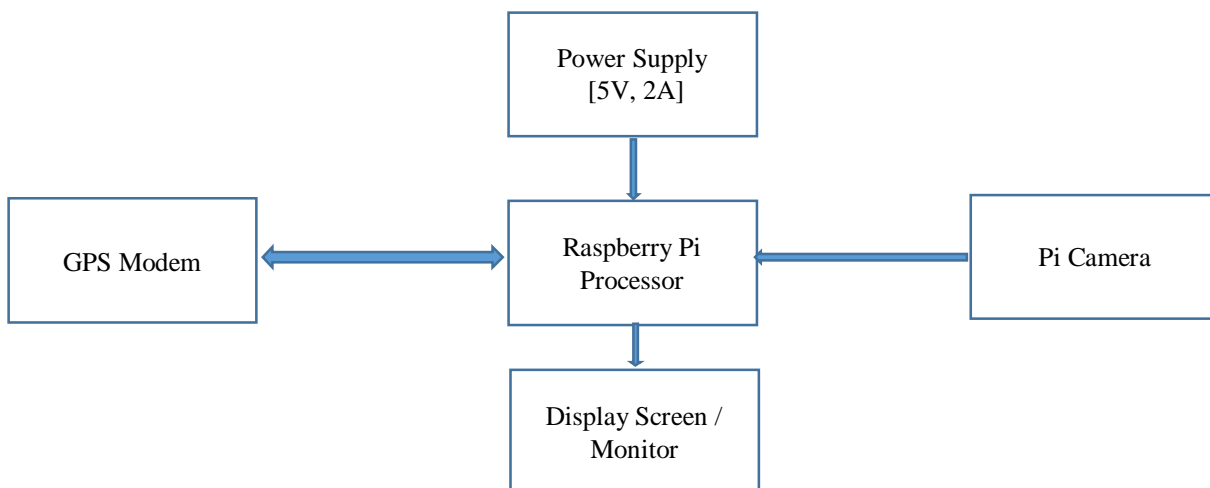 Power Supply
[5V, 2A]
GPS Modem
Raspberry Pi
Processor
Pi Camera
Display Screen /
Monitor